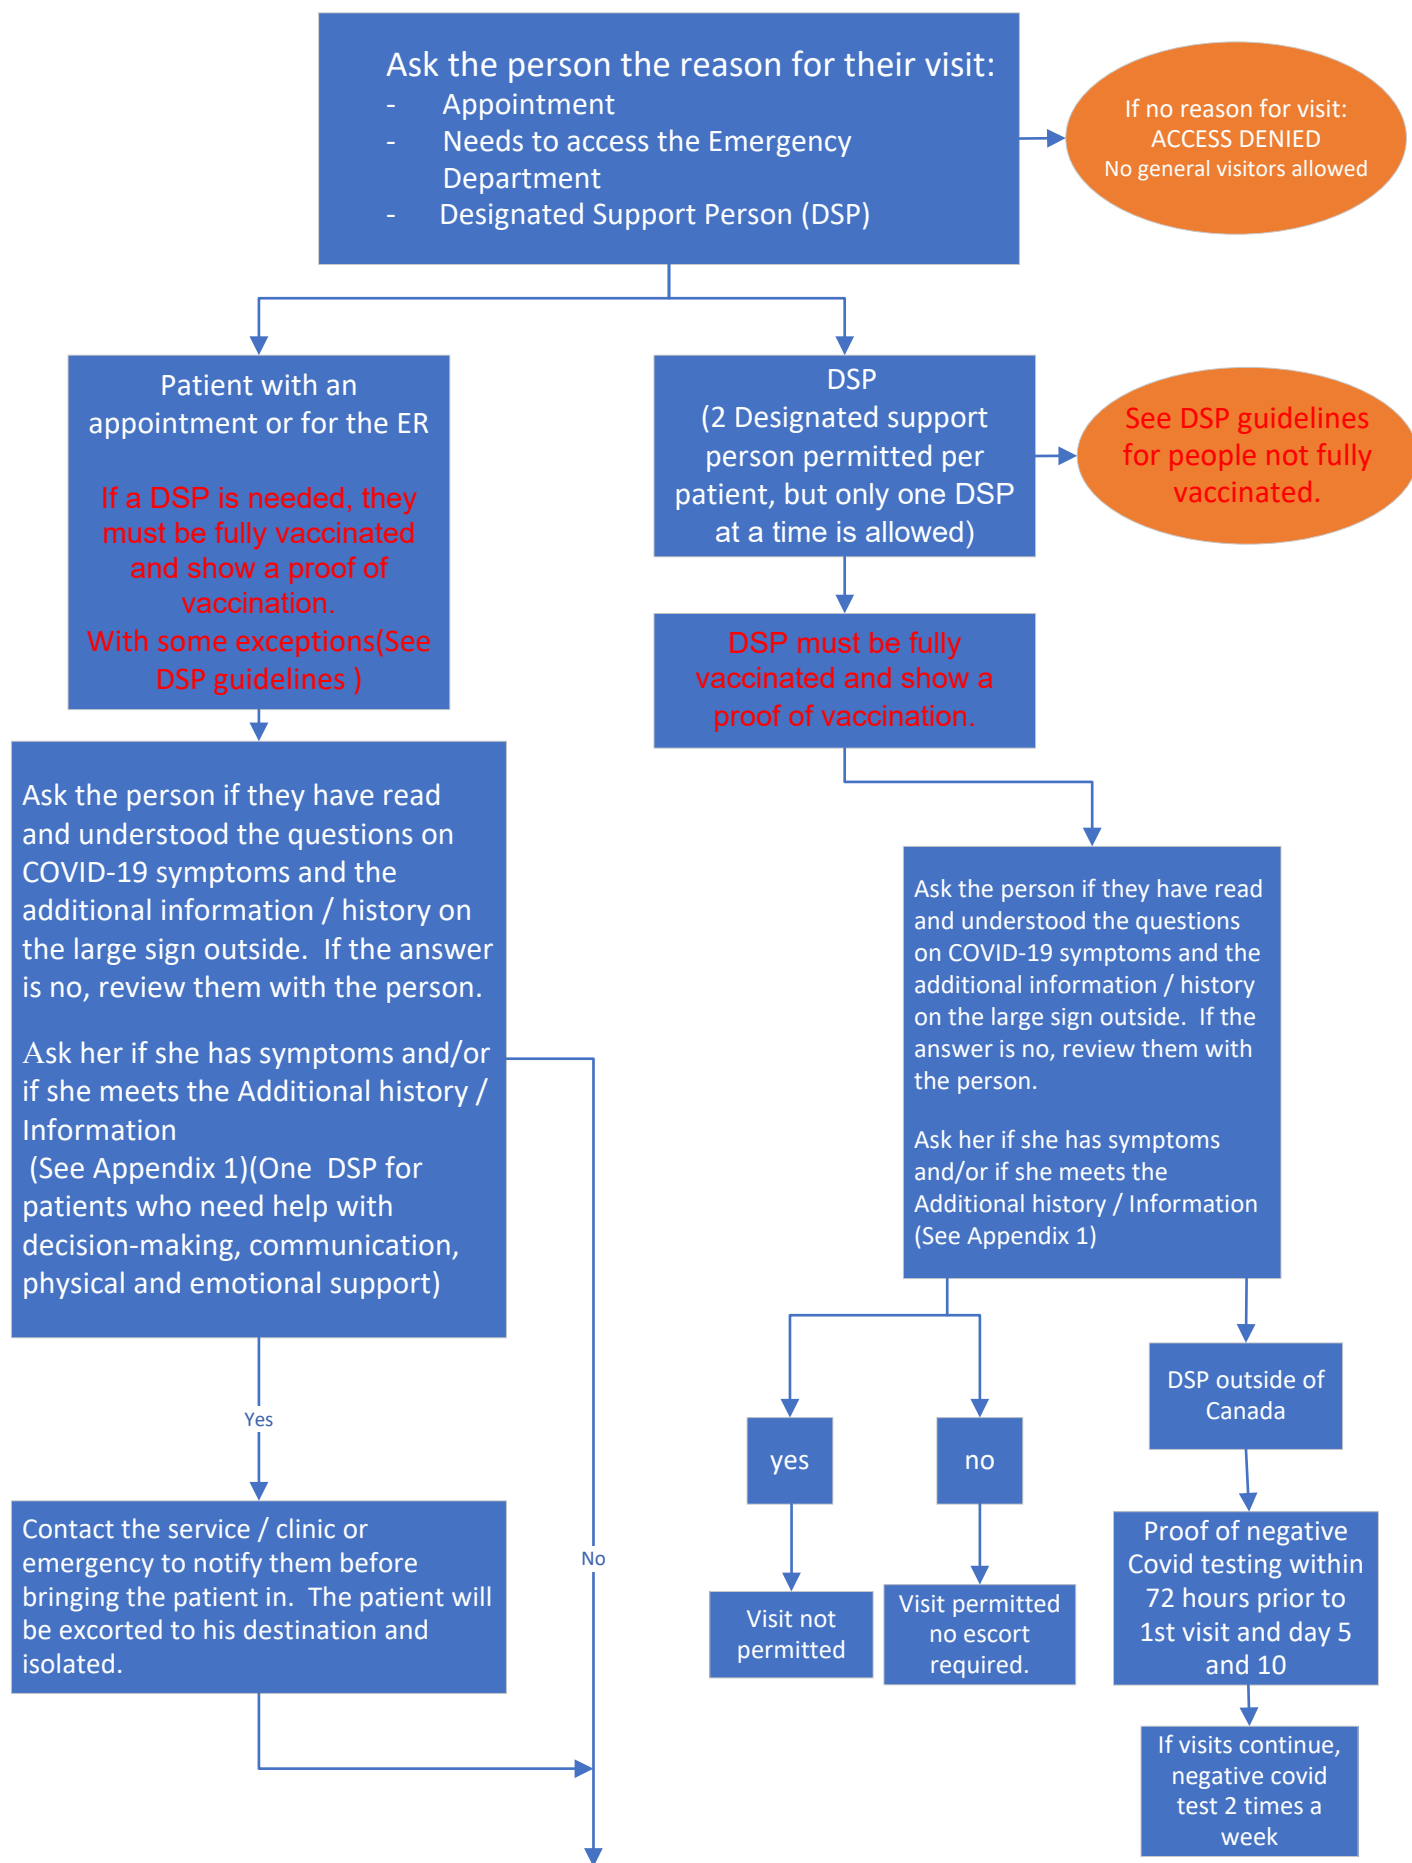 Ask the person the reason for their visit:
- Appointment
- Needs to access the Emergency
Department
- Designated Support Person (DSP)
If no reason for visit:
ACCESS DENIED
No general visitors allowed
Patient with an
appointment or for the ER
If a DSP is needed, they
must be fully vaccinated
and show a proof of
vaccination.
With some exceptions(See
DSP guidelines )
DSP
(2 Designated support
person permitted per
patient, but only one DSP
at a time is allowed)
See DSP guidelines
for people not fully
vaccinated.
DSP must be fully
vaccinated and show a
proof of vaccination.
Ask the person if they have read
and understood the questions on
COVID-19 symptoms and the
additional information / history on
the large sign outside.  If the answer
is no, review them with the person.
Ask her if she has symptoms and/or
if she meets the Additional history /
Information
(See Appendix 1)(One  DSP for
patients who need help with
decision-making, communication,
physical and emotional support)
Ask the person if they have read
and understood the questions
on COVID-19 symptoms and the
additional information / history
on the large sign outside.  If the
answer is no, review them with
the person.
Ask her if she has symptoms
and/or if she meets the
Additional history / Information
(See Appendix 1)
Yes
No
yes
no
DSP outside of
Canada
Contact the service / clinic or
emergency to notify them before
bringing the patient in.  The patient will
be excorted to his destination and
isolated.
Visit not
permitted
Visit permitted
no escort
required.
Proof of negative
Covid testing within
72 hours prior to
1st visit and day 5
and 10
If visits continue,
negative covid
test 2 times a
week